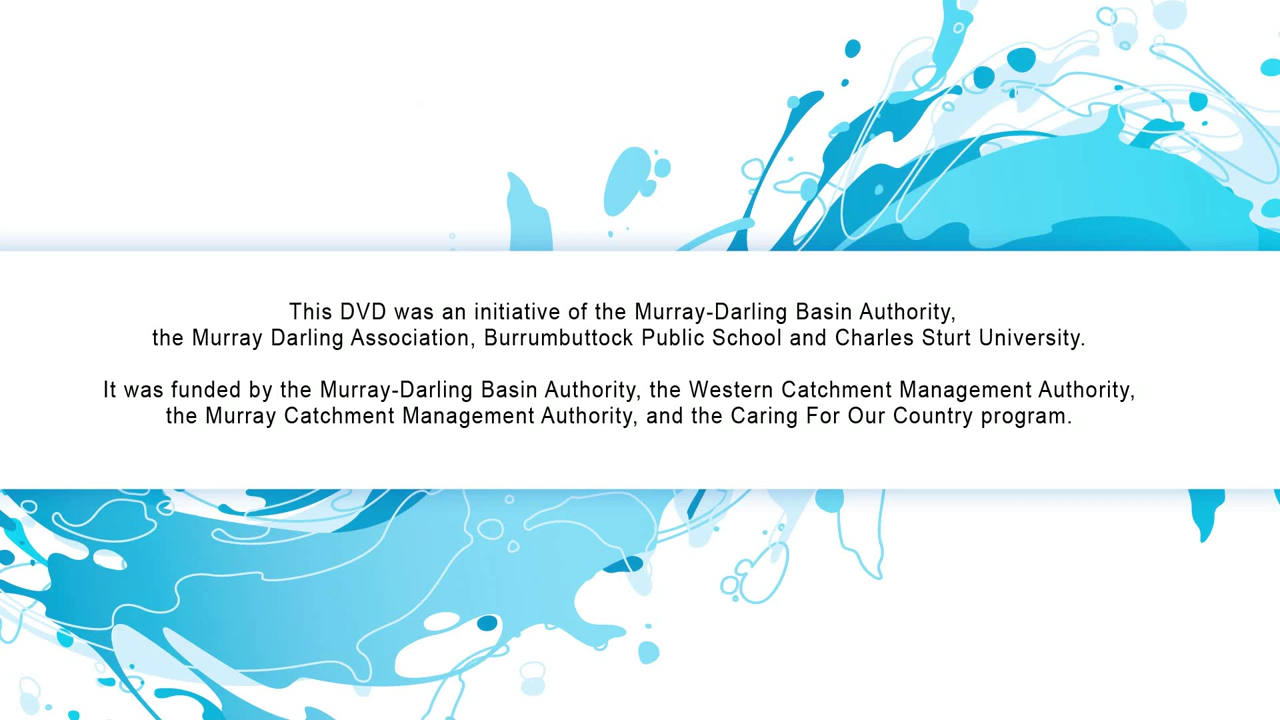 This DVD was an initiative of the Murray-Darling Basin Authority,
the Murray Darling Association, Burrumbuttock Public School and Charles Sturt University.
It was funded by the Murray-Darling Basin Authority, the Western Catchment Management Authority,
the Murray Catchment Management Authority, and the Caring For Our Country program.